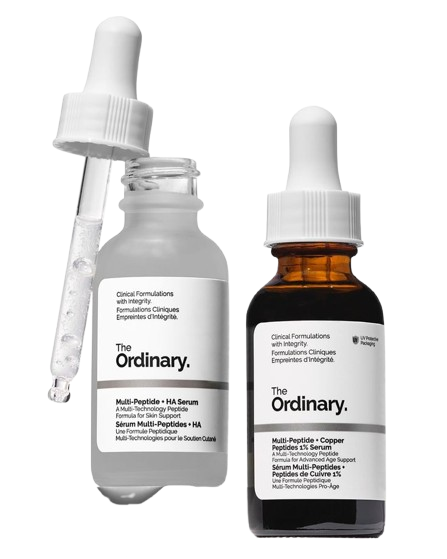 Clinical Formulations
with Integrity.
Formulations Cliniques
Empreintes d'Intégrité.
The
Ordinary.
Multi-Peptide + HA Serum
A Multi-Technology Peptide
Formula for Skin Support
Sérum Multi-Peptides + HA
Une Formule Peptidique
Multi-Technologies pour le Soutien Cutané
Clinical Formulations
with Integrity.
Formulations Cliniques
Empreintes d'Intégrité.
UV Protective
Packaging
The
Ordinary.
Multi-Peptide + Copper
Peptides 1% Serum
A Multi-Technology Peptide
Formula for Advanced Age Support
Sérum Multi-Peptides +
Peptides de Cuivre 1%
Une Formule Peptidique
Multi-Technologies Pro-Âge